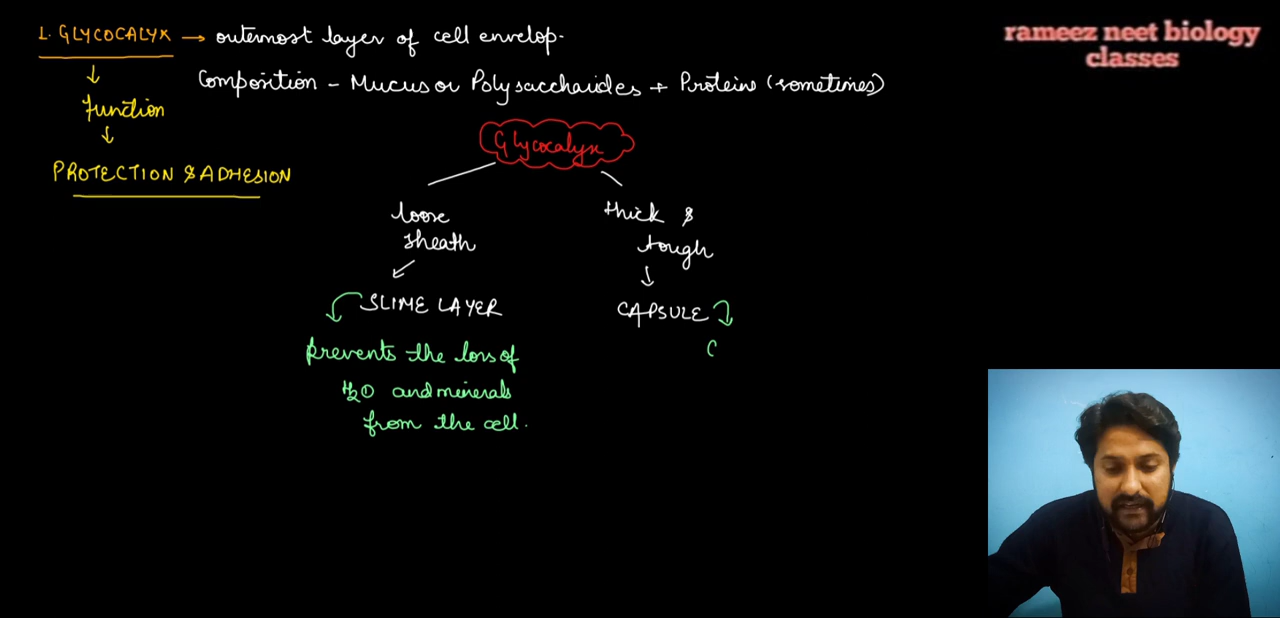 1. GLYCOCALYX → outermost layer of cell envelop.
Composition - Mucus or Polysaccharides + Proteins (sometimes)
↓
function
↓
PROTECTION & ADHESION
Glycocalyx
loose
sheath
SLIME LAYER
prevents the loss of
H2O and minerals
from the cell.
thick &
tough
↓
CAPSULE
(
rameez neet biology
classes